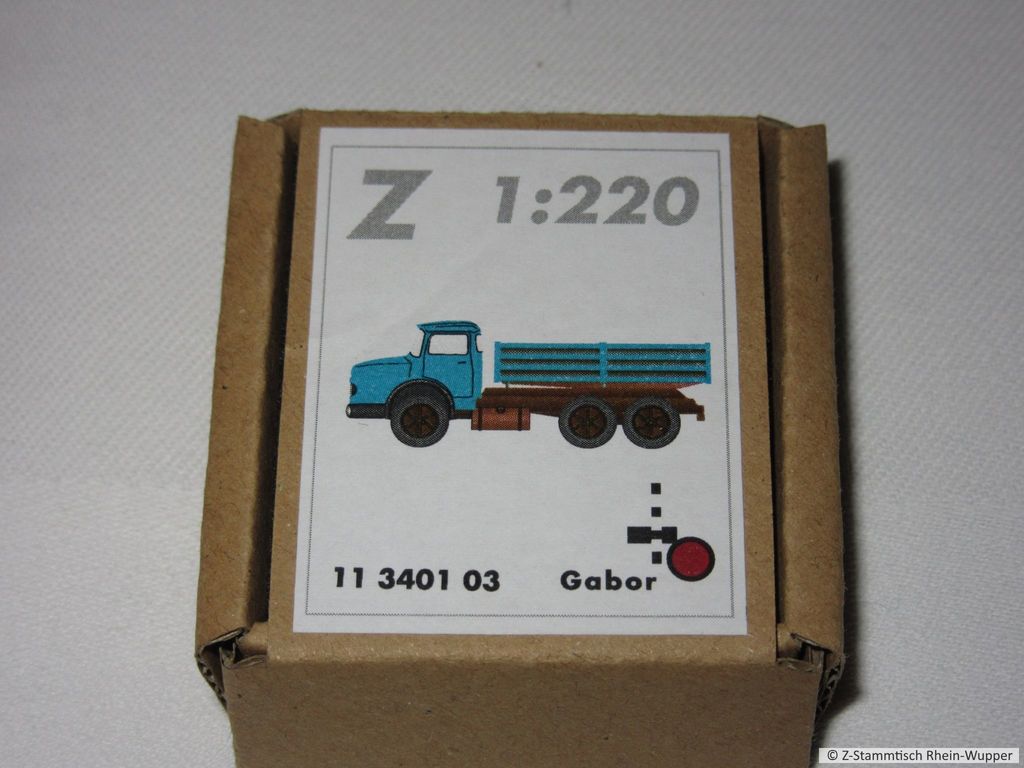 Z 1:220
11 3401 03 Gabor
© Z-Stammtisch Rhein-Wupper